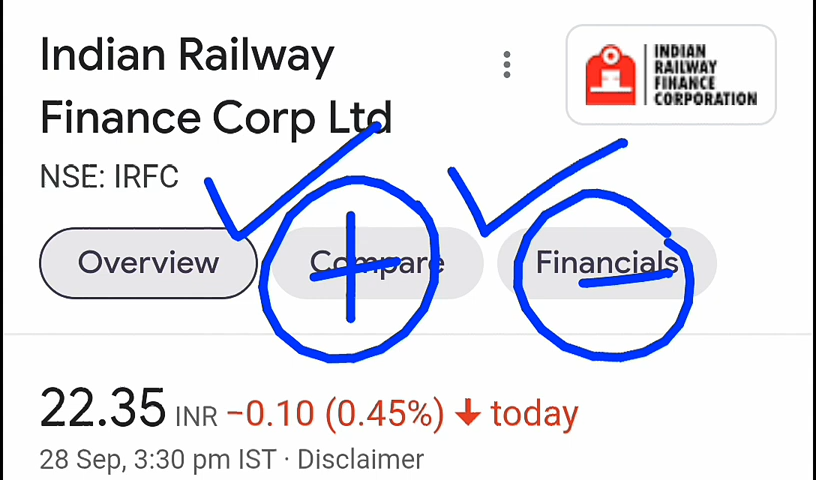 Indian Railway
Finance Corp Ltd
INDIAN
RAILWAY
FINANCE
CORPORATION
NSE: IRFC
Overview Compare Financials
+ −
22.35 INR −0.10 (0.45%) ↓ today
28 Sep, 3:30 pm IST · Disclaimer